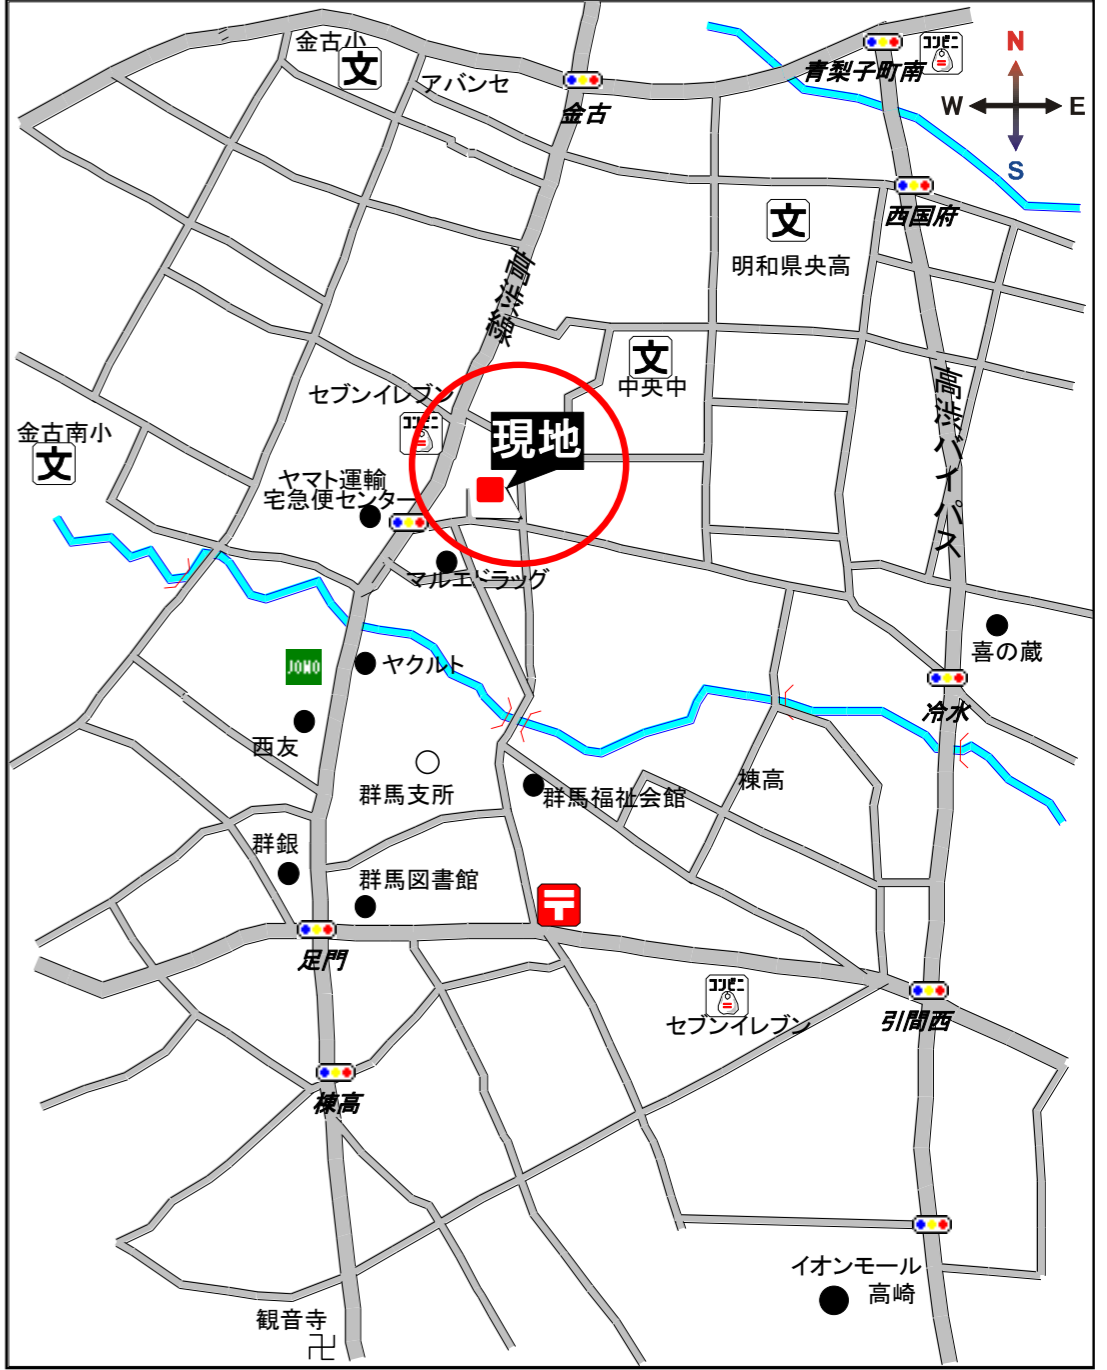 金古小
文
アバンセ
金古
青梨子町南
コンビニ
N
W
E
S
西国府
文
明和県央高
高渋線
文
中央中
高渋バイパス
セブンイレブン
コンビニ
現地
金古南小
文
ヤマト運輸
宅急便センター
マルエドラッグ
喜の蔵
JOMO
ヤクルト
冷水
西友
群馬支所
群馬福祉会館
棟高
群銀
群馬図書館
〒
足門
コンビニ
セブンイレブン
引間西
棟高
イオンモール
高崎
観音寺
卍